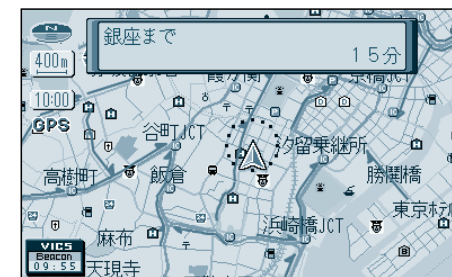 N
銀座まで
15分
400m
霞が関
京橋JCT
10:00
GPS
谷町JCT
汐留乗継所
高樹町
飯倉
勝鬨橋
浜崎橋JCT
東京ポ
麻布
VICS
Beacon
09:55
天現寺